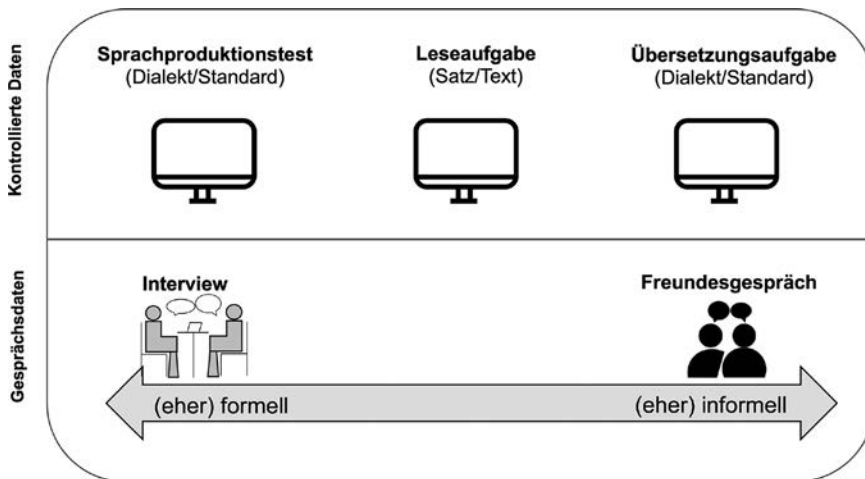 Kontrollierte Daten
Sprachproduktionstest
(Dialekt/Standard)
Leseaufgabe
(Satz/Text)
Übersetzungsaufgabe
(Dialekt/Standard)
Gesprächsdaten
Interview
Freundesgespräch
(eher) formell
(eher) informell